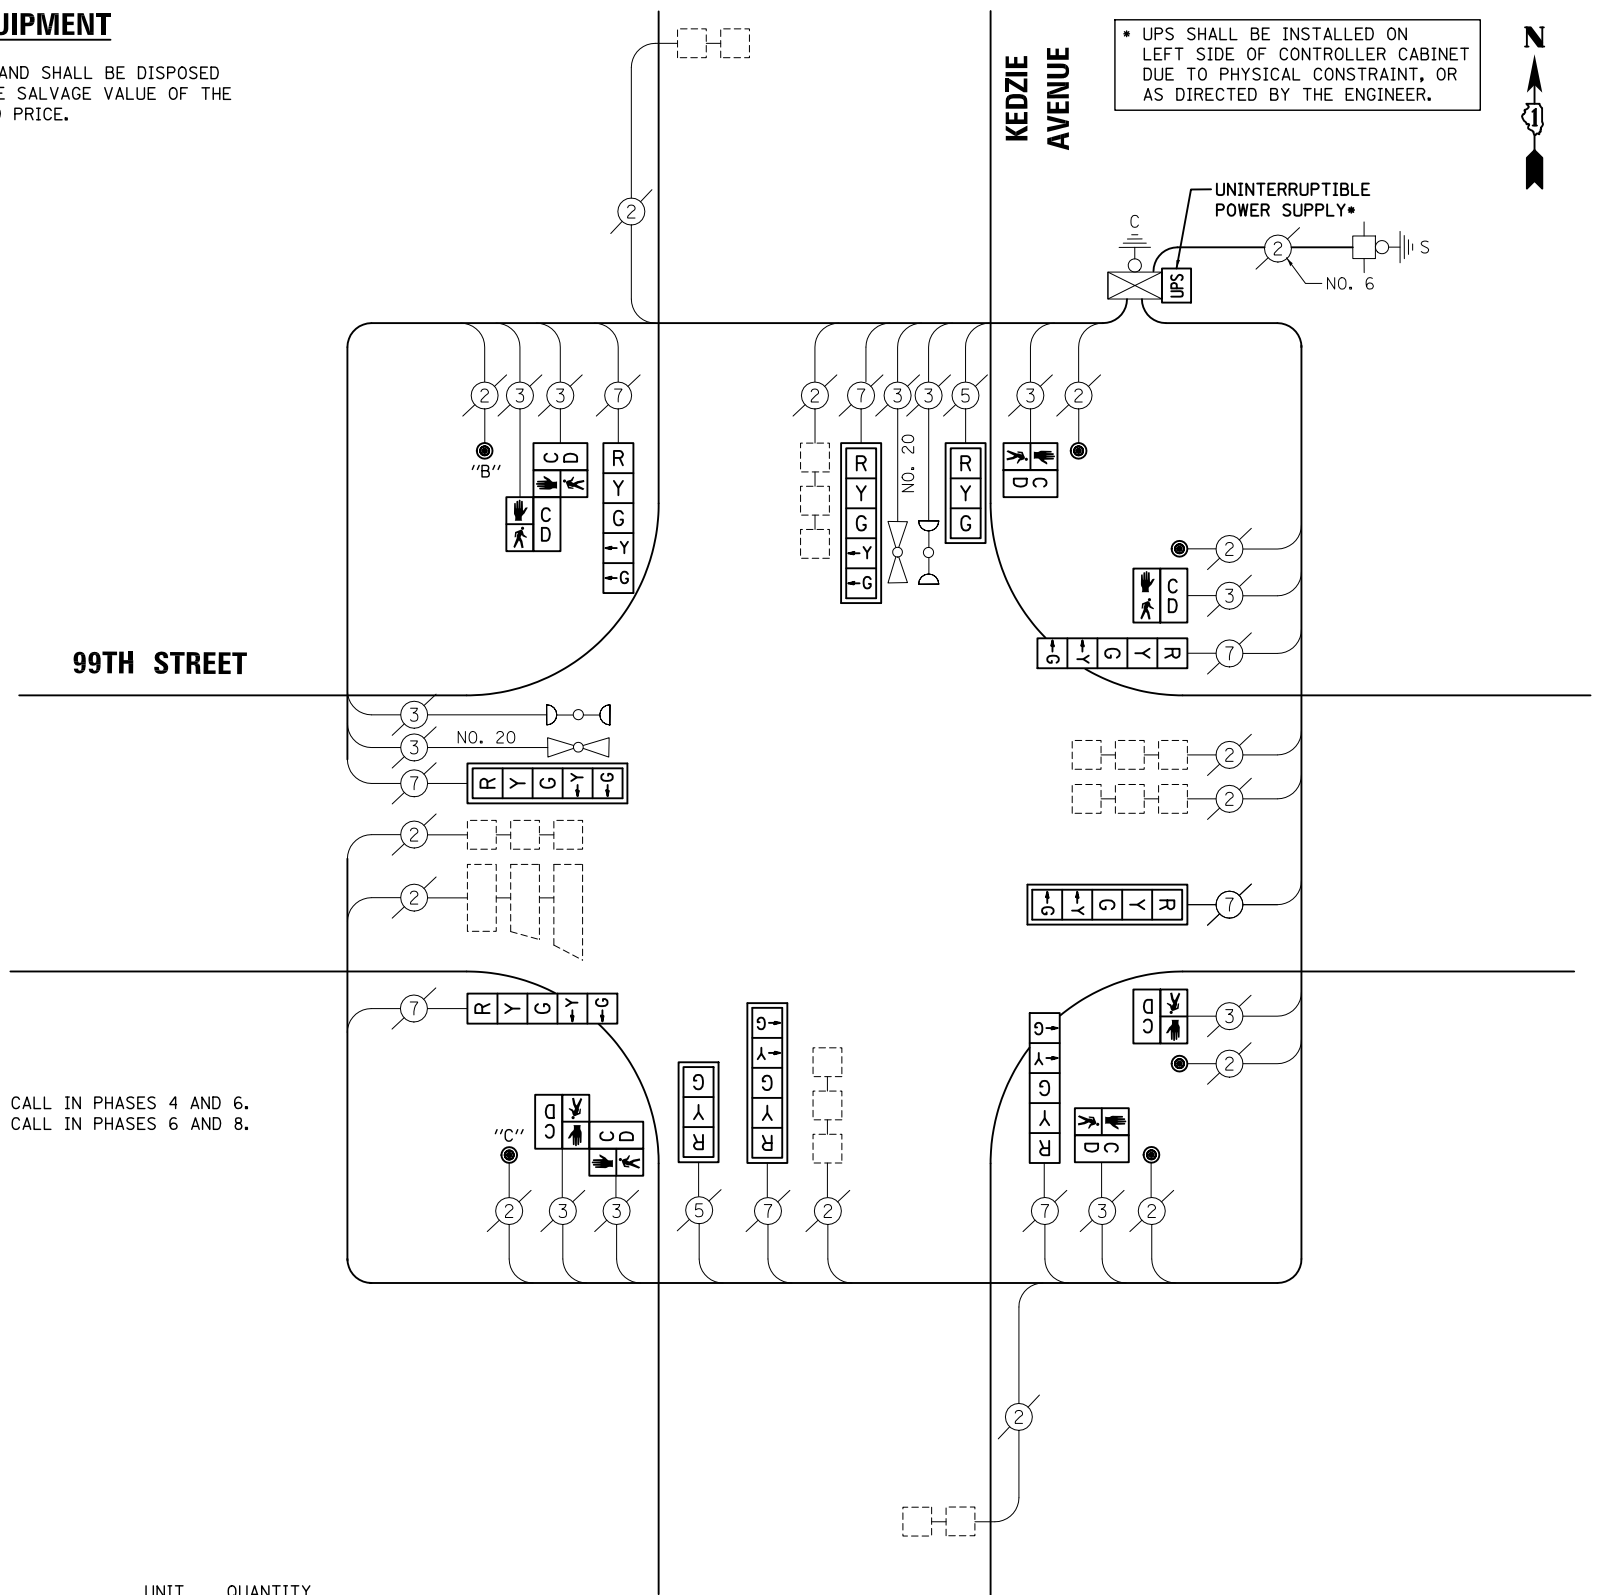 UIPMENT
AND SHALL BE DISPOSED
E SALVAGE VALUE OF THE
PRICE.
KEDZIE
AVENUE
* UPS SHALL BE INSTALLED ON
LEFT SIDE OF CONTROLLER CABINET
DUE TO PHYSICAL CONSTRAINT, OR
AS DIRECTED BY THE ENGINEER.
N
1
UNINTERRUPTIBLE
POWER SUPPLY*
2
C
2
S
UPS
NO. 6
2 3 3 7 2 7 3 3 5 3 2
"B"
C D
C D
R Y G Y G
R Y G Y G
NO. 20
R Y G
C D
2
C D 3
R Y G Y G 7
99TH STREET
3
3 NO. 20
7 R Y G Y G
2
2
2
2
R Y G Y G 7
7 R Y G Y G
C D 3
2
CALL IN PHASES 4 AND 6.
CALL IN PHASES 6 AND 8.
"C"
C D
C D
R Y G
R Y G Y G
R Y G Y G
C D
2 3 3 5 7 2 7 3 2
2
UNIT QUANTITY